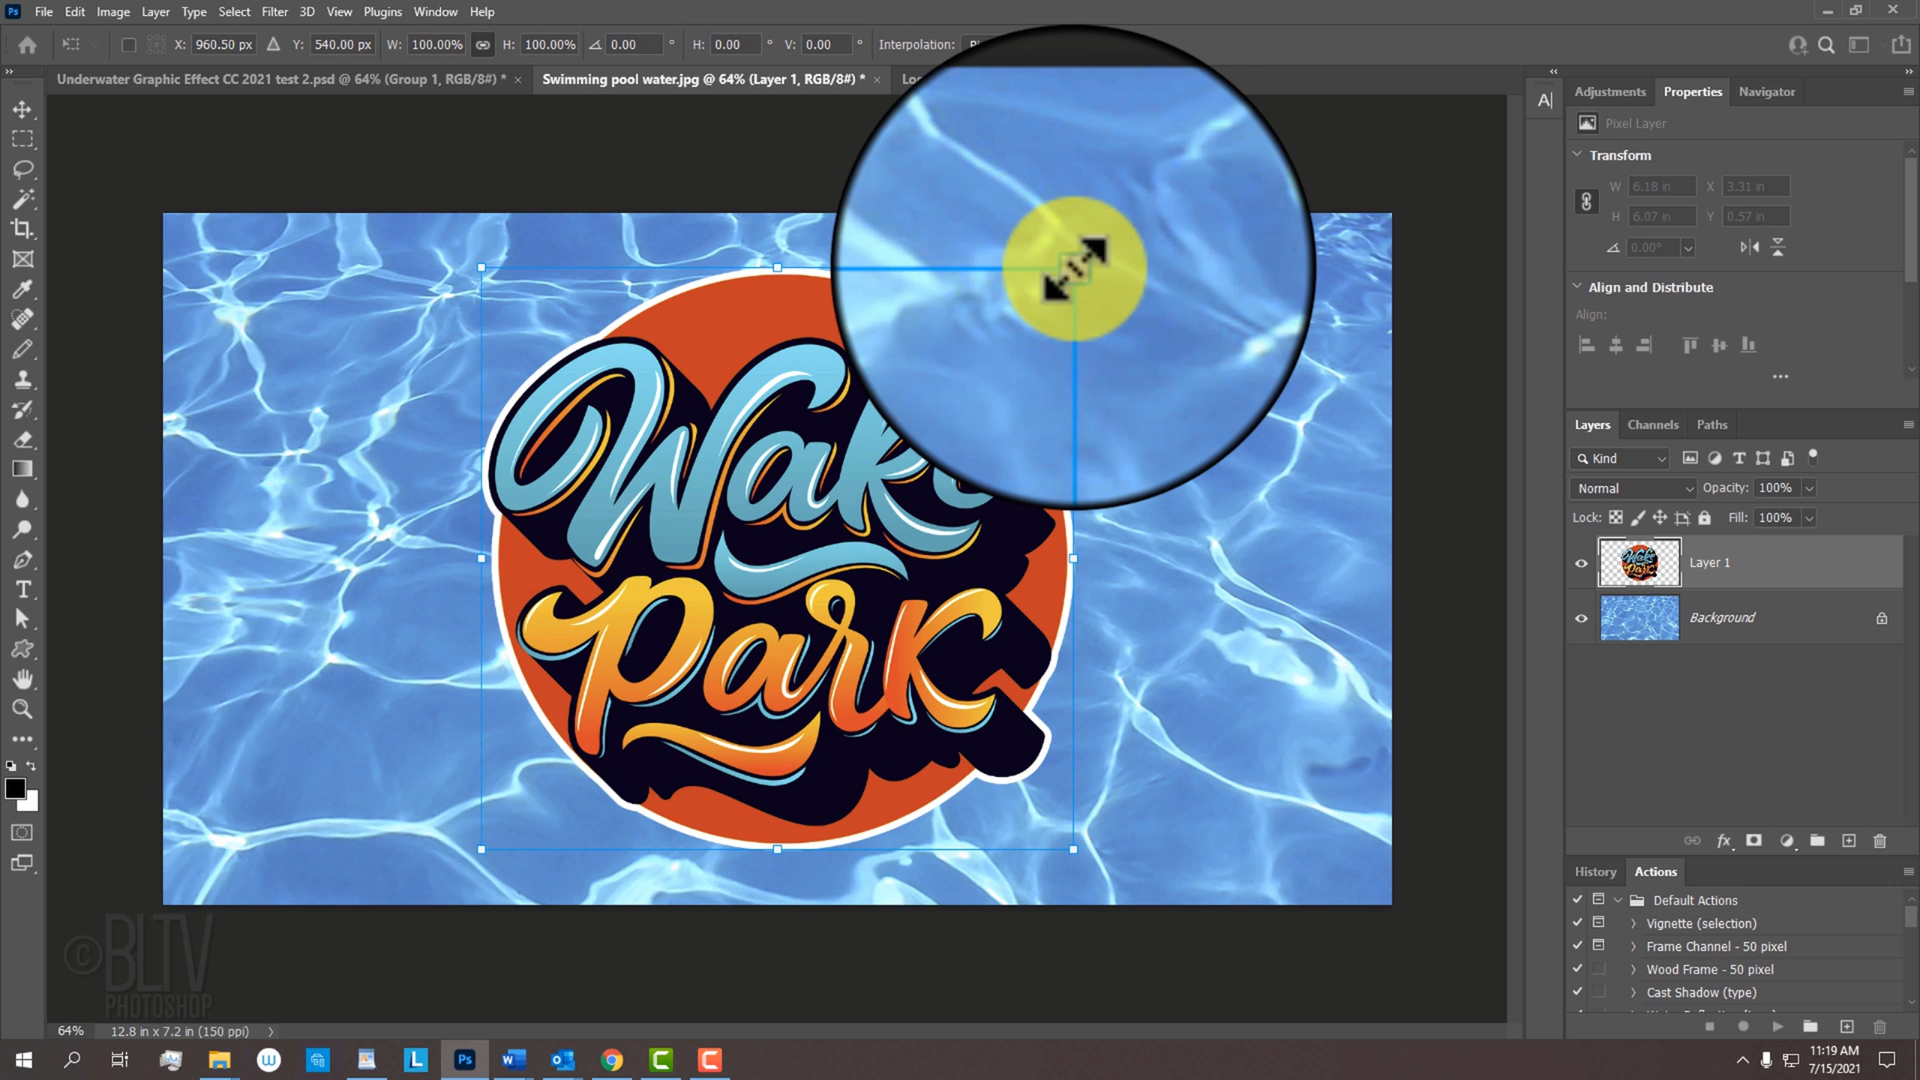 Ps File Edit Image Layer Type Select Filter 3D View Plugins Window Help
X: 960.50 px Y: 540.00 px W: 100.00% H: 100.00% 0.00 ° H: 0.00 ° V: 0.00 ° Interpolation:
Underwater Graphic Effect CC 2021 test 2.psd @ 64% (Group 1, RGB/8#) * × Swimming pool water.jpg @ 64% (Layer 1, RGB/8#) * ×
Adjustments Properties Navigator
Pixel Layer
Transform
W 6.18 in X 3.31 in
H 6.07 in Y 0.57 in
0.00°
Align and Distribute
Align:
Wake
Park
Layers Channels Paths
Kind
Normal Opacity: 100%
Lock: Fill: 100%
Layer 1
Background
fx
History Actions
Default Actions
Vignette (selection)
Frame Channel - 50 pixel
Wood Frame - 50 pixel
Cast Shadow (type)
©BLTV
PHOTOSHOP
64% 12.8 in x 7.2 in (150 ppi)
11:19 AM
7/15/2021